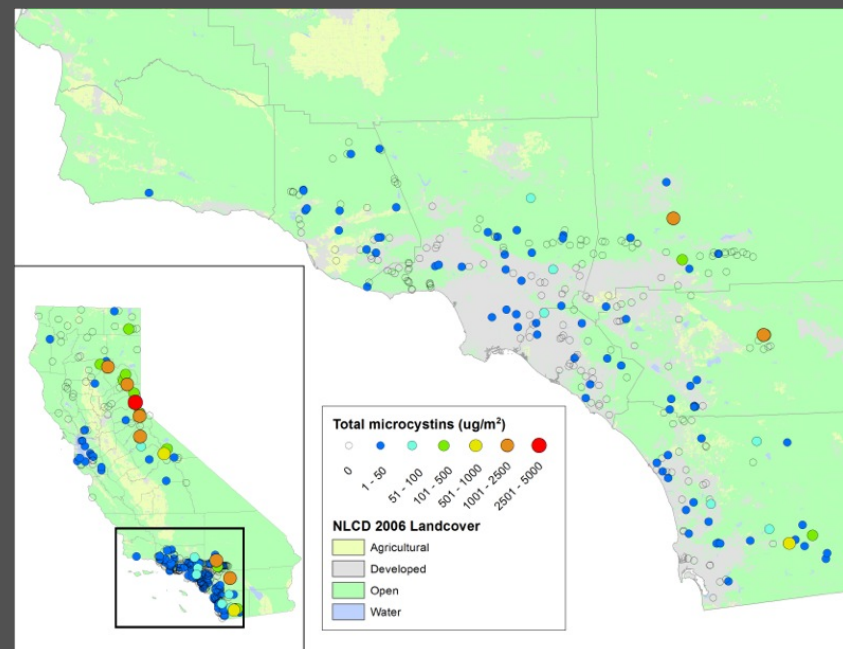 Total microcystins (ug/m²)
0
1 - 50
51 - 100
101 - 500
501 - 1000
1001 - 2500
2501 - 5000
NLCD 2006 Landcover
Agricultural
Developed
Open
Water